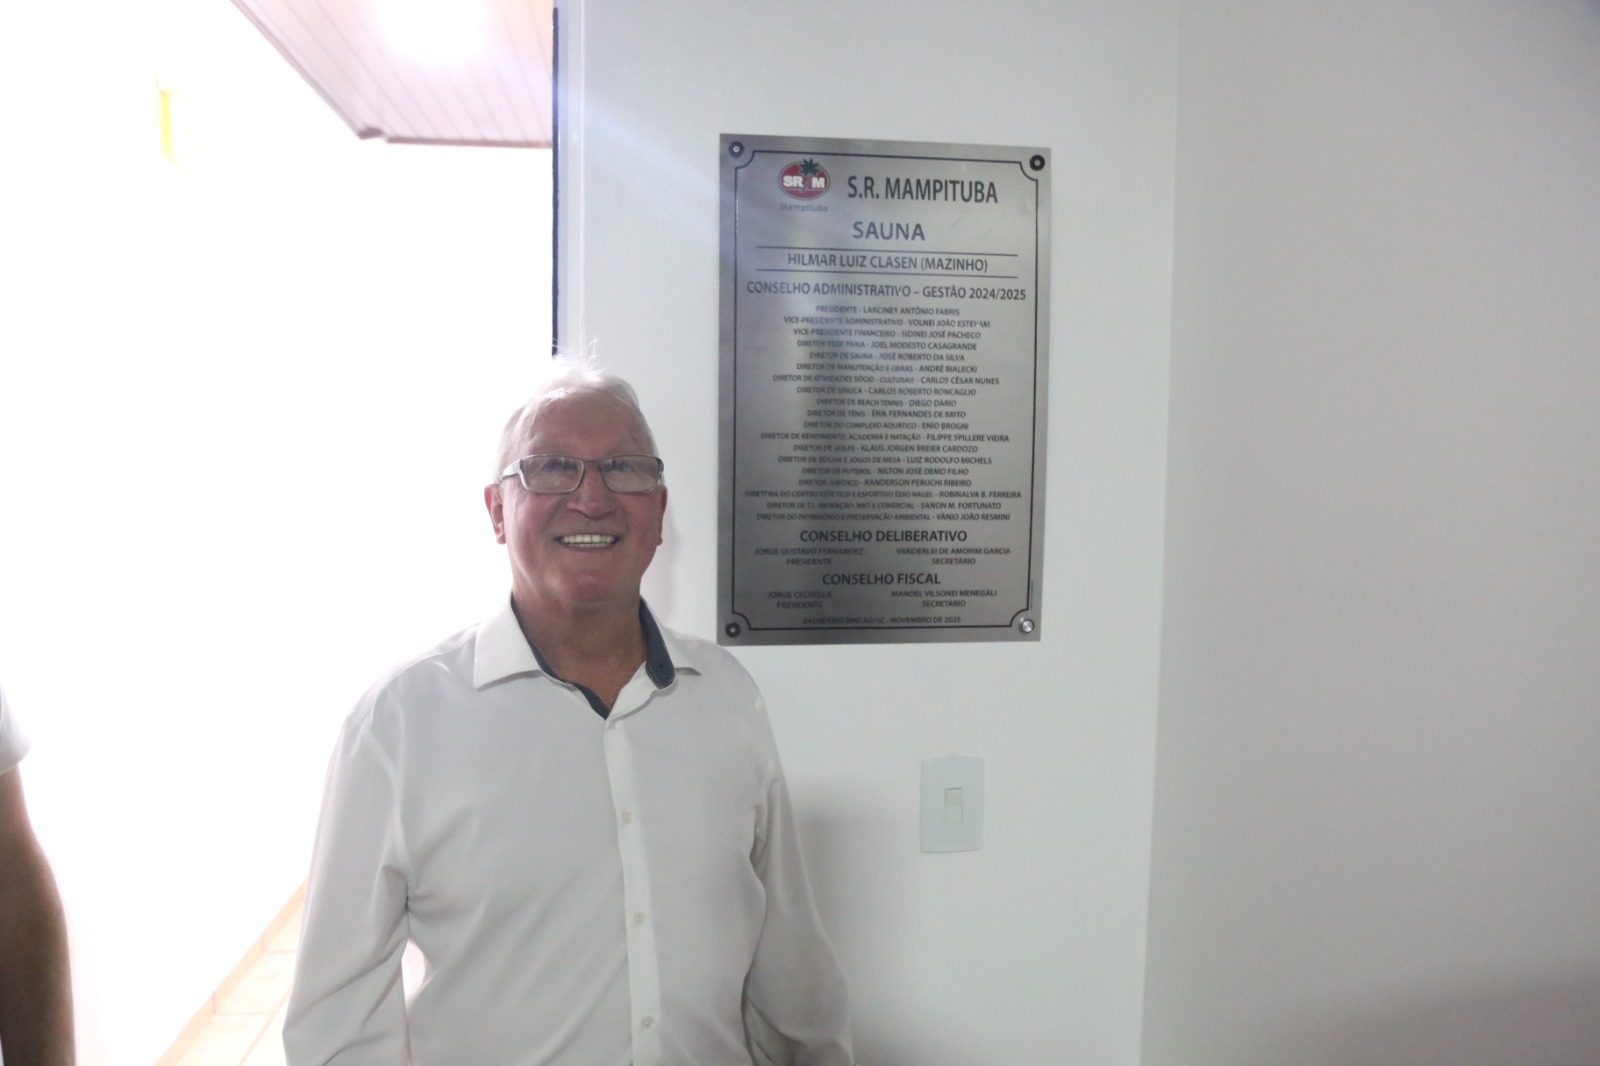 SRM
Mampituba
S.R. MAMPITUBA
SAUNA
HILMAR LUIZ CLASEN (MAZINHO)
CONSELHO ADMINISTRATIVO – GESTÃO 2024/2025
PRESIDENTE - LARCINEY ANTÔNIO FABRIS
VICE-PRESIDENTE ADMINISTRATIVO - VOLNEI JOÃO ESTEVAM
VICE-PRESIDENTE FINANCEIRO - SIDINEI JOSÉ PACHECO
DIRETOR SEDE PRAIA - JOEL MODESTO CASAGRANDE
DIRETOR DE SAUNA - JOSÉ ROBERTO DA SILVA
DIRETOR DE MANUTENÇÃO E OBRAS - ANDRÉ BIALECKI
DIRETOR DE ATIVIDADES SÓCIO - CULTURAIS - CARLOS CÉSAR NUNES
DIRETOR DE SINUCA - CARLOS ROBERTO RONCAGLIO
DIRETOR DE BEACH TENNIS - DIEGO DÁRIO
DIRETOR DE TÊNIS - ÉRIA FERNANDES DE BRITO
DIRETOR DO COMPLEXO AQUÁTICO - ENIO BROGNI
DIRETOR DE RENDIMENTO, ACADEMIA E NATAÇÃO - FILIPPE SPILLERE VIEIRA
DIRETOR DE GOLFE - KLAUS JORGEN BREIER CARDOZO
DIRETOR DE BOCHA E JOGOS DE MESA - LUIZ RODOLFO MICHELS
DIRETOR DE FUTEBOL - NILTON JOSÉ DEMO FILHO
DIRETOR JURÍDICO - RANDERSON PERUCHI RIBEIRO
DIRETORA DO CENTRO ESTÉTICO E ESPORTIVO ÉDIO NAGEL - ROBINALVA B. FERREIRA
DIRETOR DE T.I., INOVAÇÃO, MKT E COMERCIAL - SANON M. FORTUNATO
DIRETOR DO PATRIMÔNIO E PRESERVAÇÃO AMBIENTAL - VÂNIO JOÃO RESMINI
CONSELHO DELIBERATIVO
JORGE GUSTAVO FERNANDEZ VANDERLEI DE AMORIM GARCIA
PRESIDENTE SECRETÁRIO
CONSELHO FISCAL
JORGE CECHELLA MANOEL VILSONEI MENEGALI
PRESIDENTE SECRETÁRIO
BALNEÁRIO RINCÃO/SC - NOVEMBRO DE 2025